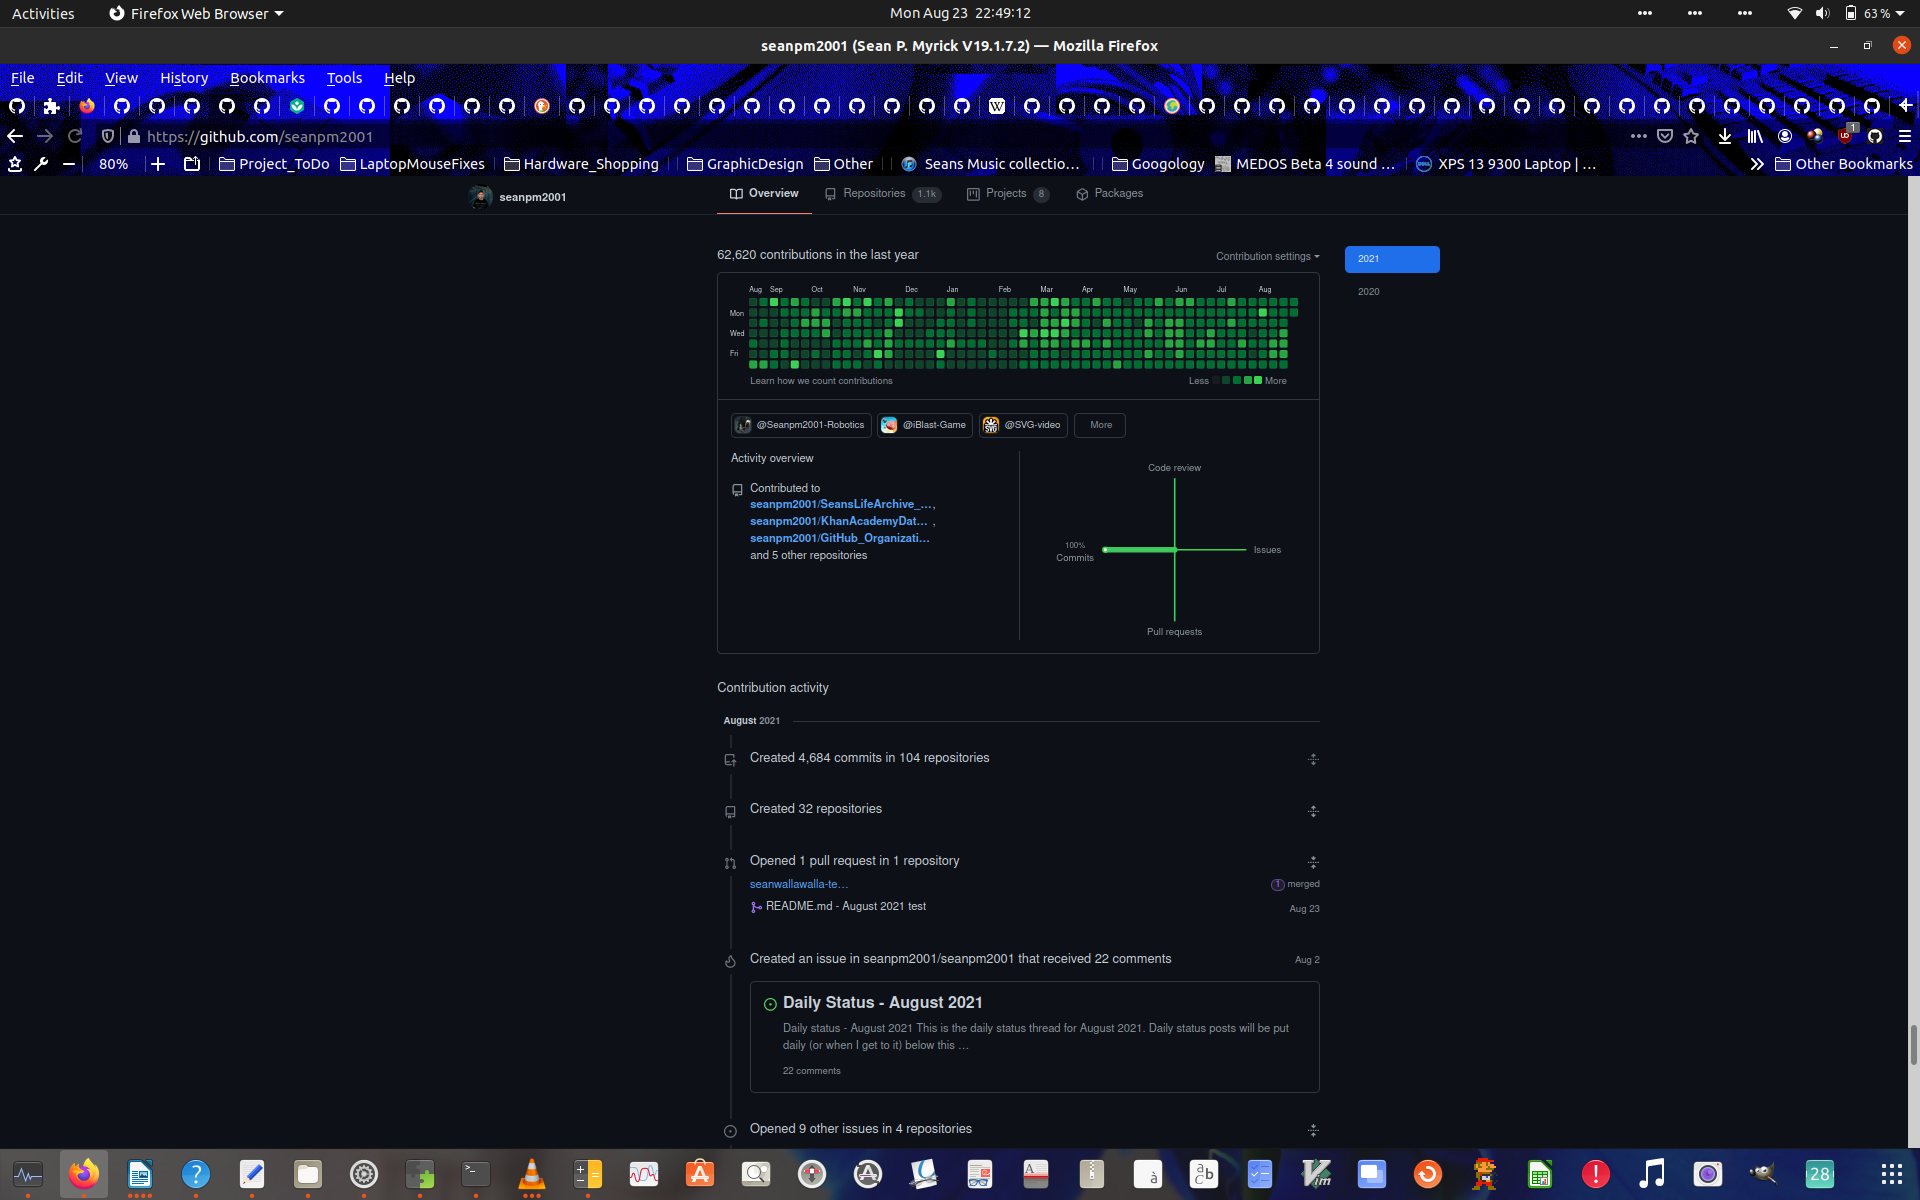 Activities
Firefox Web Browser
Mon Aug 23 22:49:12
63 %
seanpm2001 (Sean P. Myrick V19.1.7.2) — Mozilla Firefox
File Edit View History Bookmarks Tools Help
https://github.com/seanpm2001
1
80%
Project_ToDo
LaptopMouseFixes
Hardware_Shopping
GraphicDesign
Other
Seans Music collectio…
Googology
MEDOS Beta 4 sound …
XPS 13 9300 Laptop | …
Other Bookmarks
seanpm2001
Overview
Repositories 1.1k
Projects 8
Packages
62,620 contributions in the last year
Contribution settings
2021
2020
Aug Sep Oct Nov Dec Jan Feb Mar Apr May Jun Jul Aug
Mon
Wed
Fri
Learn how we count contributions
Less More
@Seanpm2001-Robotics
@iBlast-Game
SVG
@SVG-video
More
Activity overview
Contributed to
seanpm2001/SeansLifeArchive_…,
seanpm2001/KhanAcademyDat… ,
seanpm2001/GitHub_Organizati…
and 5 other repositories
Code review
100%
Commits
Issues
Pull requests
Contribution activity
August 2021
Created 4,684 commits in 104 repositories
Created 32 repositories
Opened 1 pull request in 1 repository
seanwallawalla-te…
1 merged
README.md - August 2021 test
Aug 23
Created an issue in seanpm2001/seanpm2001 that received 22 comments
Aug 2
Daily Status - August 2021
Daily status - August 2021 This is the daily status thread for August 2021. Daily status posts will be put
daily (or when I get to it) below this …
22 comments
Opened 9 other issues in 4 repositories
28